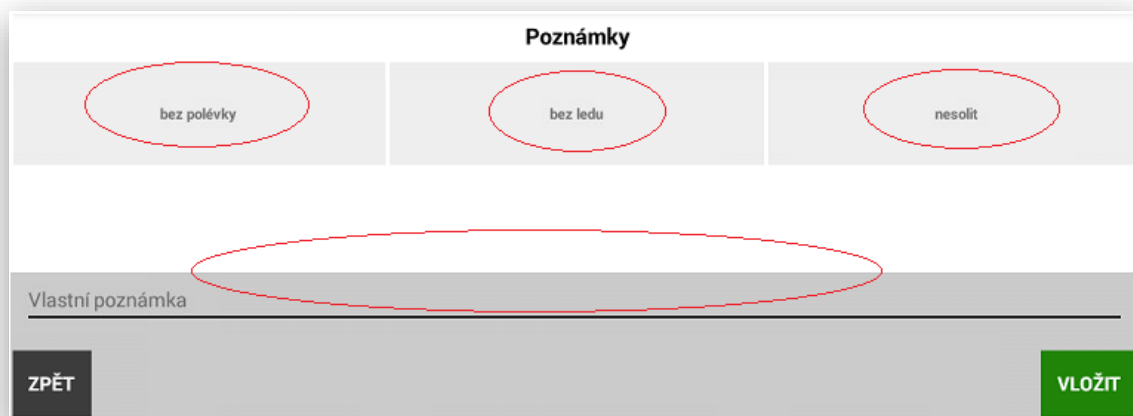 Poznámky
bez polévky
bez ledu
nesolit
Vlastní poznámka
ZPĚT
VLOŽIT